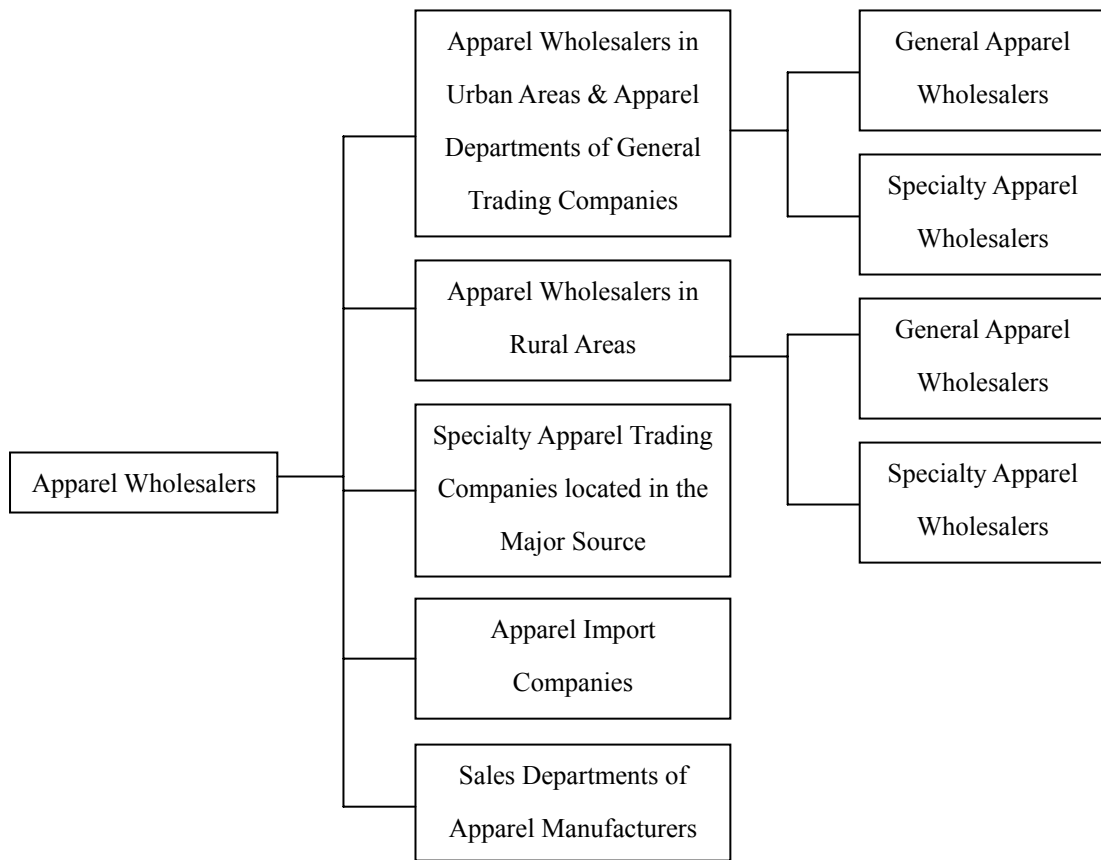 Apparel Wholesalers
Apparel Wholesalers in
Urban Areas & Apparel
Departments of General
Trading Companies
General Apparel
Wholesalers
Specialty Apparel
Wholesalers
Apparel Wholesalers in
Rural Areas
General Apparel
Wholesalers
Specialty Apparel
Wholesalers
Specialty Apparel Trading
Companies located in the
Major Source
Apparel Import
Companies
Sales Departments of
Apparel Manufacturers